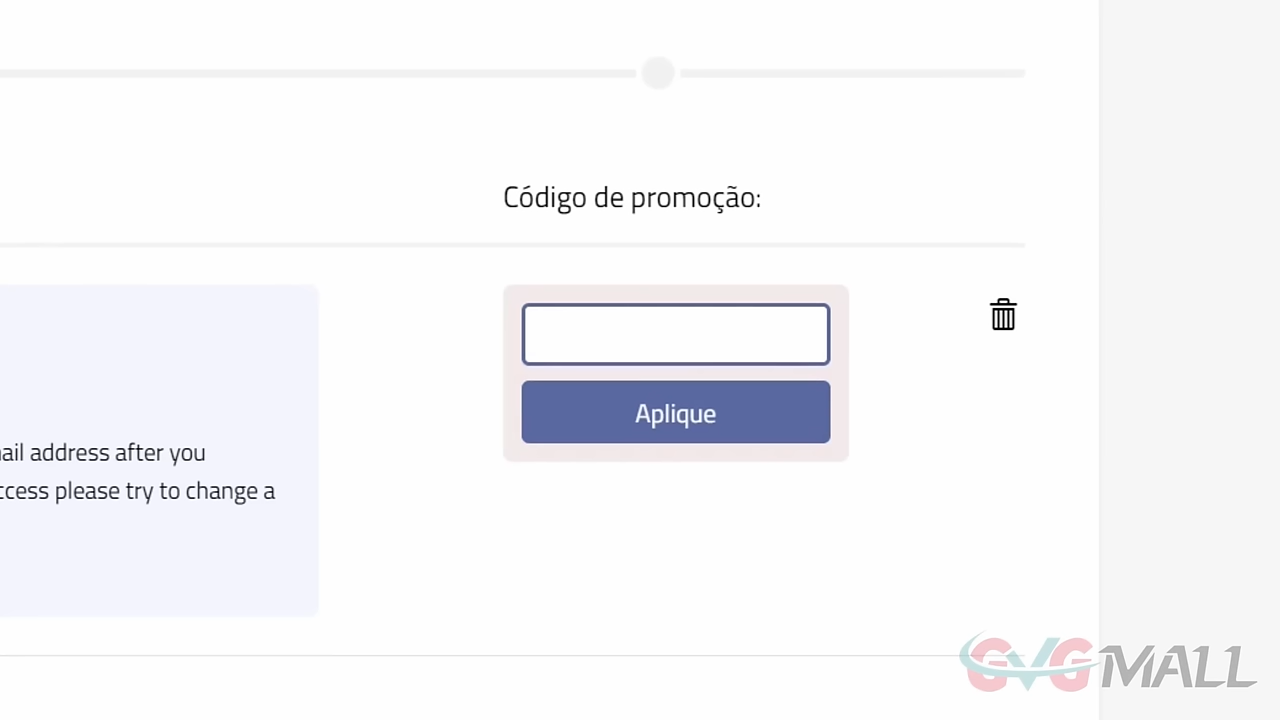 Código de promoção:
Aplique
ail address after you
ccess please try to change a
GVGMALL